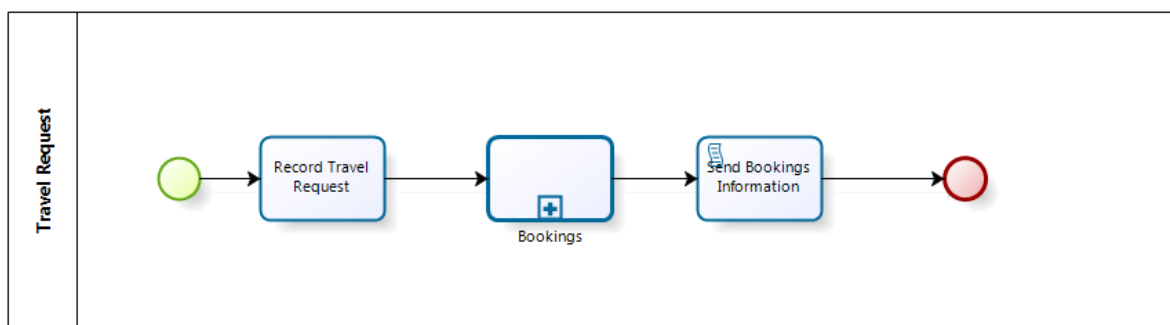 Travel Request
Record Travel
Request
Bookings
Send Bookings
Information